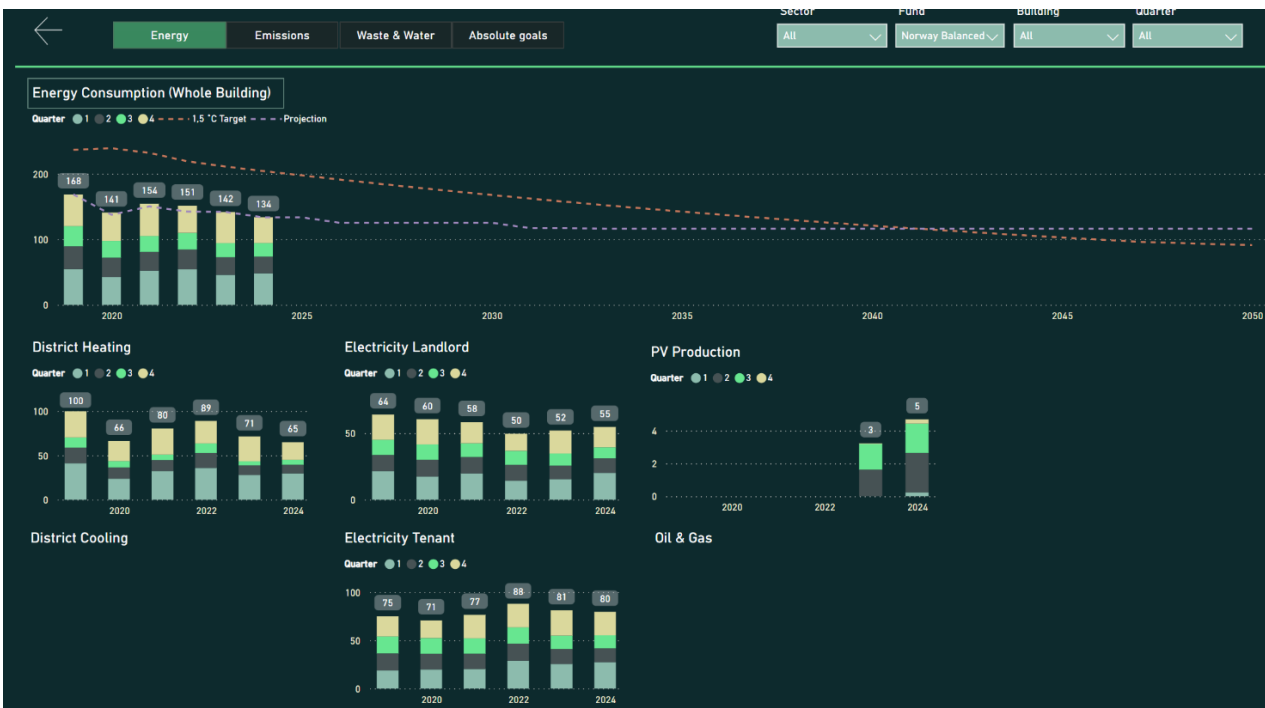 Sector Fund Building Quarter
Energy Emissions Waste & Water Absolute goals All Norway Balanced All All
Energy Consumption (Whole Building)
Quarter 1 2 3 4 1,5 °C Target Projection
200
168 141 154 151 142 134
100
0
2020 2025 2030 2035 2040 2045 2050
District Heating
Quarter 1 2 3 4
100 66 80 89 71 65
100
50
0
2020 2022 2024
Electricity Landlord
Quarter 1 2 3 4
64 60 58 50 52 55
50
0
2020 2022 2024
PV Production
Quarter 1 2 3 4
3 5
4
2
0
2020 2022 2024
District Cooling
Electricity Tenant
Quarter 1 2 3 4
100
75 71 77 88 81 80
50
0
2020 2022 2024
Oil & Gas